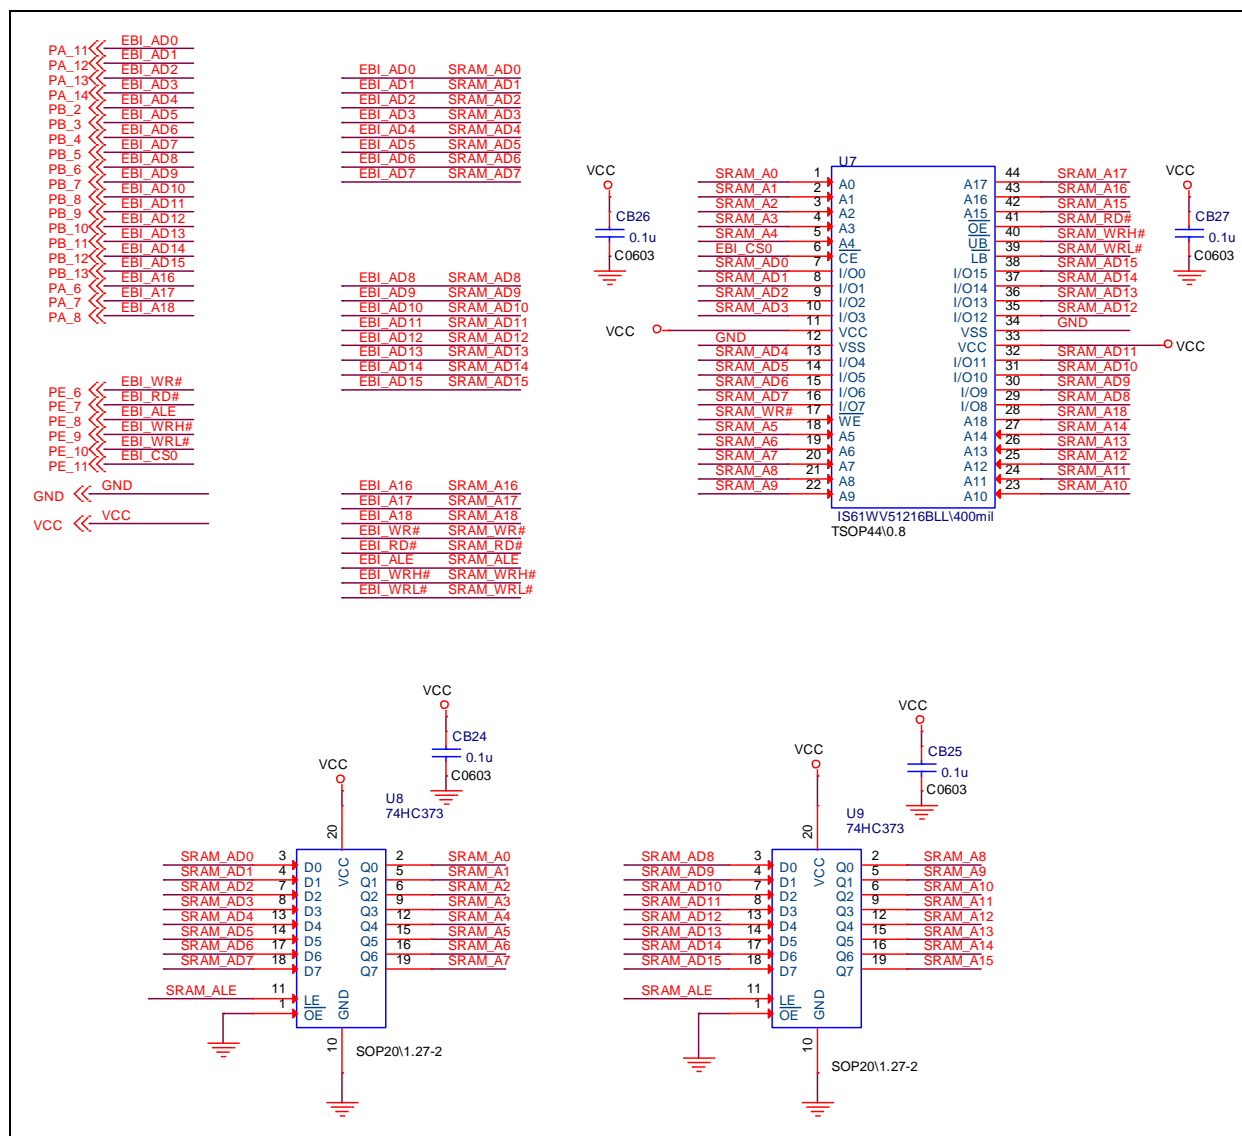 PA_11 EBI_AD0
PA_12 EBI_AD1
PA_13 EBI_AD2
PA_14 EBI_AD3
PB_2 EBI_AD4
PB_3 EBI_AD5
PB_4 EBI_AD6
PB_5 EBI_AD7
PB_6 EBI_AD8
PB_7 EBI_AD9
PB_8 EBI_AD10
PB_9 EBI_AD11
PB_10 EBI_AD12
PB_11 EBI_AD13
PB_12 EBI_AD14
PB_13 EBI_AD15
PA_6 EBI_A16
PA_7 EBI_A17
PA_8 EBI_A18
PE_6 EBI_WR#
PE_7 EBI_RD#
PE_8 EBI_ALE
PE_9 EBI_WRH#
PE_10 EBI_WRL#
PE_11 EBI_CS0
GND GND
VCC VCC
EBI_AD0 SRAM_AD0
EBI_AD1 SRAM_AD1
EBI_AD2 SRAM_AD2
EBI_AD3 SRAM_AD3
EBI_AD4 SRAM_AD4
EBI_AD5 SRAM_AD5
EBI_AD6 SRAM_AD6
EBI_AD7 SRAM_AD7
EBI_AD8 SRAM_AD8
EBI_AD9 SRAM_AD9
EBI_AD10 SRAM_AD10
EBI_AD11 SRAM_AD11
EBI_AD12 SRAM_AD12
EBI_AD13 SRAM_AD13
EBI_AD14 SRAM_AD14
EBI_AD15 SRAM_AD15
EBI_A16 SRAM_A16
EBI_A17 SRAM_A17
EBI_A18 SRAM_A18
EBI_WR# SRAM_WR#
EBI_RD# SRAM_RD#
EBI_ALE SRAM_ALE
EBI_WRH# SRAM_WRH#
EBI_WRL# SRAM_WRL#
VCC
CB26
0.1u
C0603
U7
SRAM_A0 1 A0 A17 44 SRAM_A17
SRAM_A1 2 A1 A16 43 SRAM_A16
SRAM_A2 3 A2 A15 42 SRAM_A15
SRAM_A3 4 A3 OE 41 SRAM_RD#
SRAM_A4 5 A4 UB 40 SRAM_WRH#
EBI_CS0 6 CE LB 39 SRAM_WRL#
SRAM_AD0 7 I/O0 I/O15 38 SRAM_AD15
SRAM_AD1 8 I/O1 I/O14 37 SRAM_AD14
SRAM_AD2 9 I/O2 I/O13 36 SRAM_AD13
SRAM_AD3 10 I/O3 I/O12 35 SRAM_AD12
VCC 11 VCC VSS 34 GND
GND 12 VSS VCC 33 VCC
SRAM_AD4 13 I/O4 I/O11 32 SRAM_AD11
SRAM_AD5 14 I/O5 I/O10 31 SRAM_AD10
SRAM_AD6 15 I/O6 I/O9 30 SRAM_AD9
SRAM_AD7 16 I/O7 I/O8 29 SRAM_AD8
SRAM_WR# 17 WE A18 28 SRAM_A18
SRAM_A5 18 A5 A14 27 SRAM_A14
SRAM_A6 19 A6 A13 26 SRAM_A13
SRAM_A7 20 A7 A12 25 SRAM_A12
SRAM_A8 21 A8 A11 24 SRAM_A11
SRAM_A9 22 A9 A10 23 SRAM_A10
IS61WV51216BLL\400mil
TSOP44\0.8
VCC
CB27
0.1u
C0603
VCC
CB24
0.1u
C0603
VCC
U8
74HC373
20
VCC
SRAM_AD0 3 D0 Q0 2 SRAM_A0
SRAM_AD1 4 D1 Q1 5 SRAM_A1
SRAM_AD2 7 D2 Q2 6 SRAM_A2
SRAM_AD3 8 D3 Q3 9 SRAM_A3
SRAM_AD4 13 D4 Q4 12 SRAM_A4
SRAM_AD5 14 D5 Q5 15 SRAM_A5
SRAM_AD6 17 D6 Q6 16 SRAM_A6
SRAM_AD7 18 D7 Q7 19 SRAM_A7
SRAM_ALE 11 LE
1 OE
GND
10
SOP20\1.27-2
VCC
CB25
0.1u
C0603
VCC
U9
74HC373
20
VCC
SRAM_AD8 3 D0 Q0 2 SRAM_A8
SRAM_AD9 4 D1 Q1 5 SRAM_A9
SRAM_AD10 7 D2 Q2 6 SRAM_A10
SRAM_AD11 8 D3 Q3 9 SRAM_A11
SRAM_AD12 13 D4 Q4 12 SRAM_A12
SRAM_AD13 14 D5 Q5 15 SRAM_A13
SRAM_AD14 17 D6 Q6 16 SRAM_A14
SRAM_AD15 18 D7 Q7 19 SRAM_A15
SRAM_ALE 11 LE
1 OE
GND
10
SOP20\1.27-2